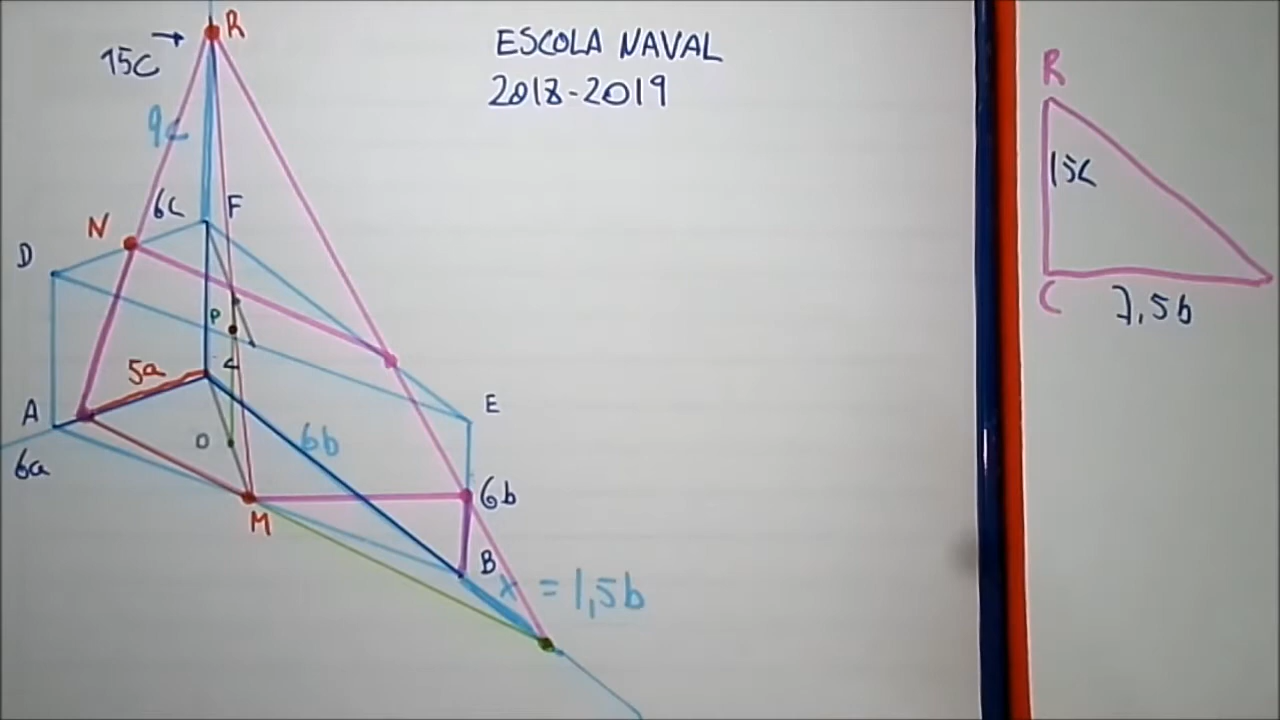 ESCOLA NAVAL
2018-2019
R
15C
9c
6c
F
N
D
P
C
5a
A
6a
O
6b
M
E
6b
B
x = 1,5b
R
15C
C
7,5b